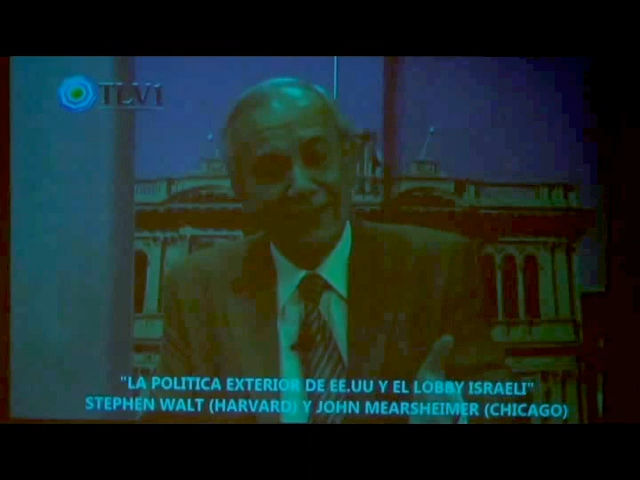 TLV1
"LA POLITICA EXTERIOR DE EE.UU Y EL LOBBY ISRAELI"
STEPHEN WALT (HARVARD) Y JOHN MEARSHEIMER (CHICAGO)